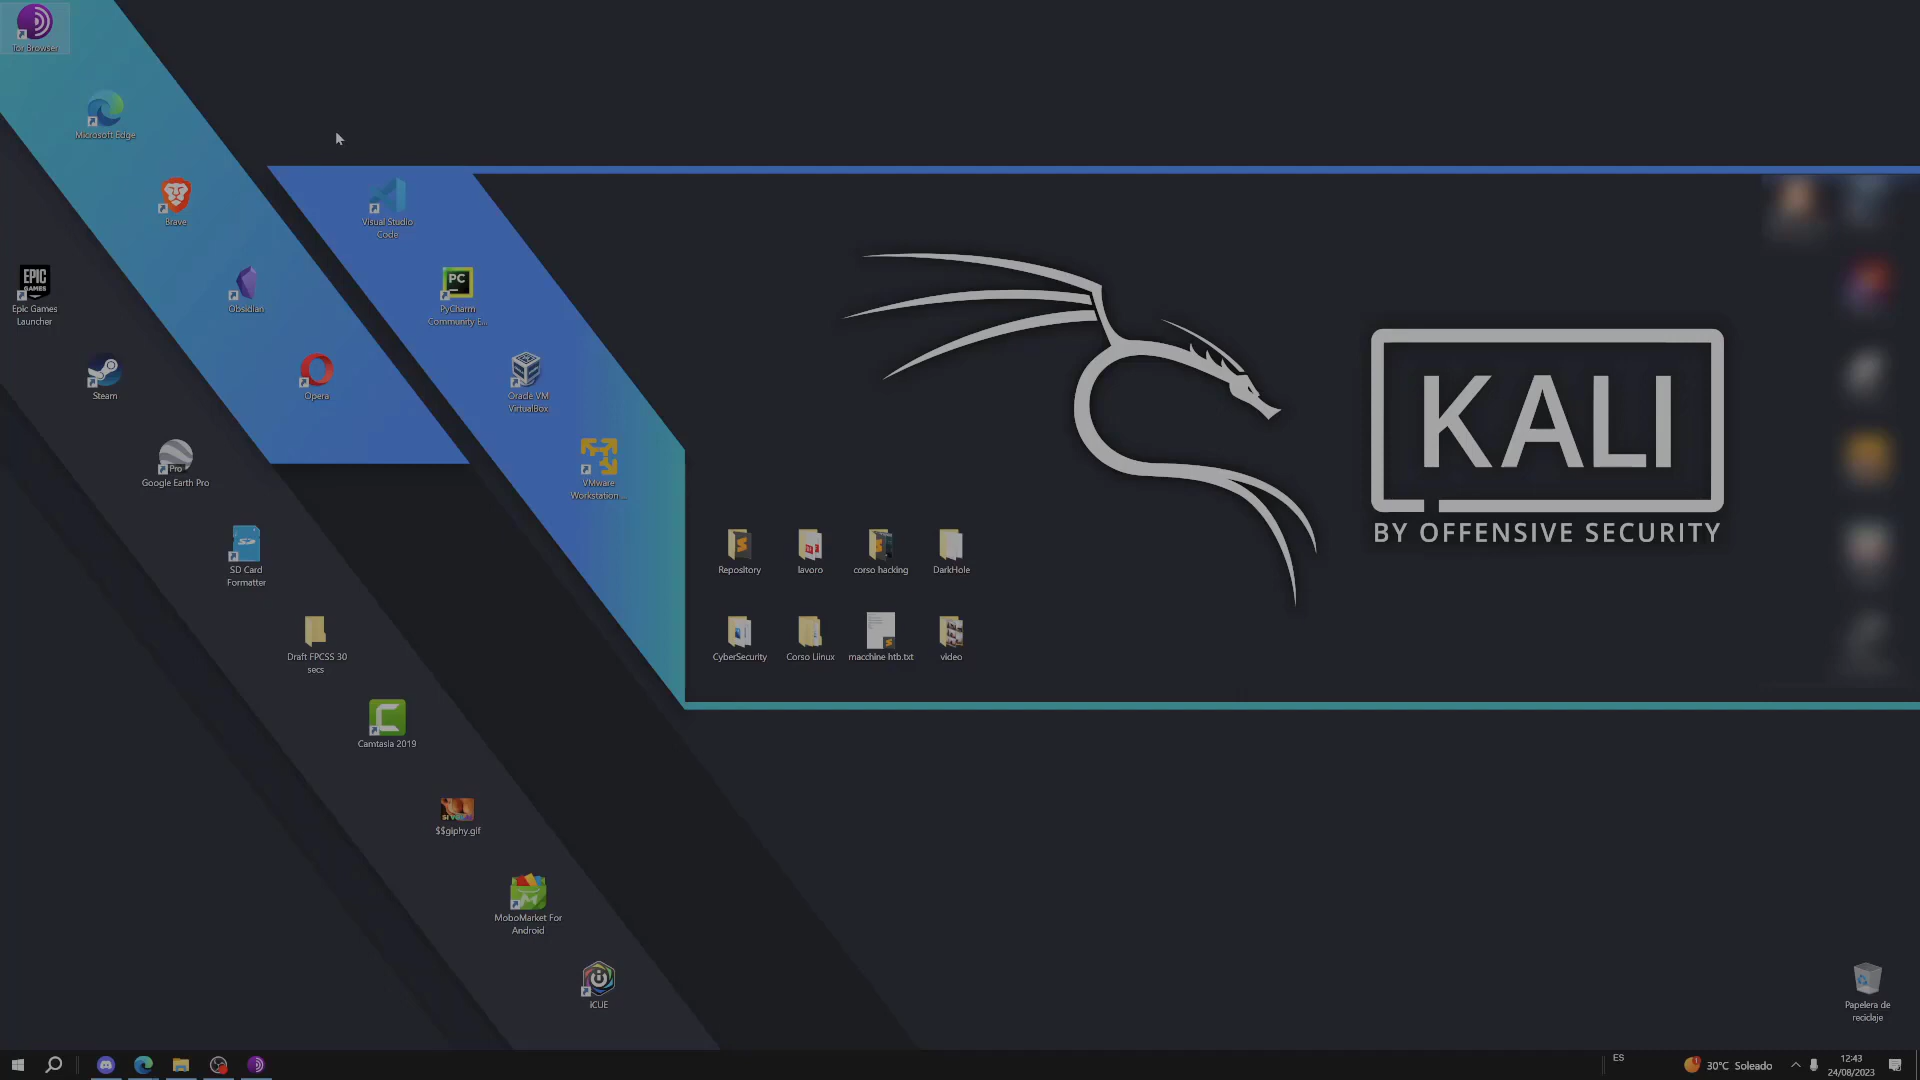 Tor Browser
Microsoft Edge
Brave
Visual Studio
Code
EPIC
GAMES
Epic Games
Launcher
Obsidian
PC
PyCharm
Community E...
Steam
Opera
Oracle VM
VirtualBox
Pro
Google Earth Pro
VMware
Workstation ...
KALI
BY OFFENSIVE SECURITY
SD
SD Card
Formatter
Repository
lavoro
corso hacking
DarkHole
Draft FPCSS 30
secs
CyberSecurity
Corso Linux
macchine htb.txt
video
Camtasia 2019
$$giphy.gif
MoboMarket For
Android
iCUE
Papelera de
reciclaje
ES
30°C Soleado
12:43
24/08/2023